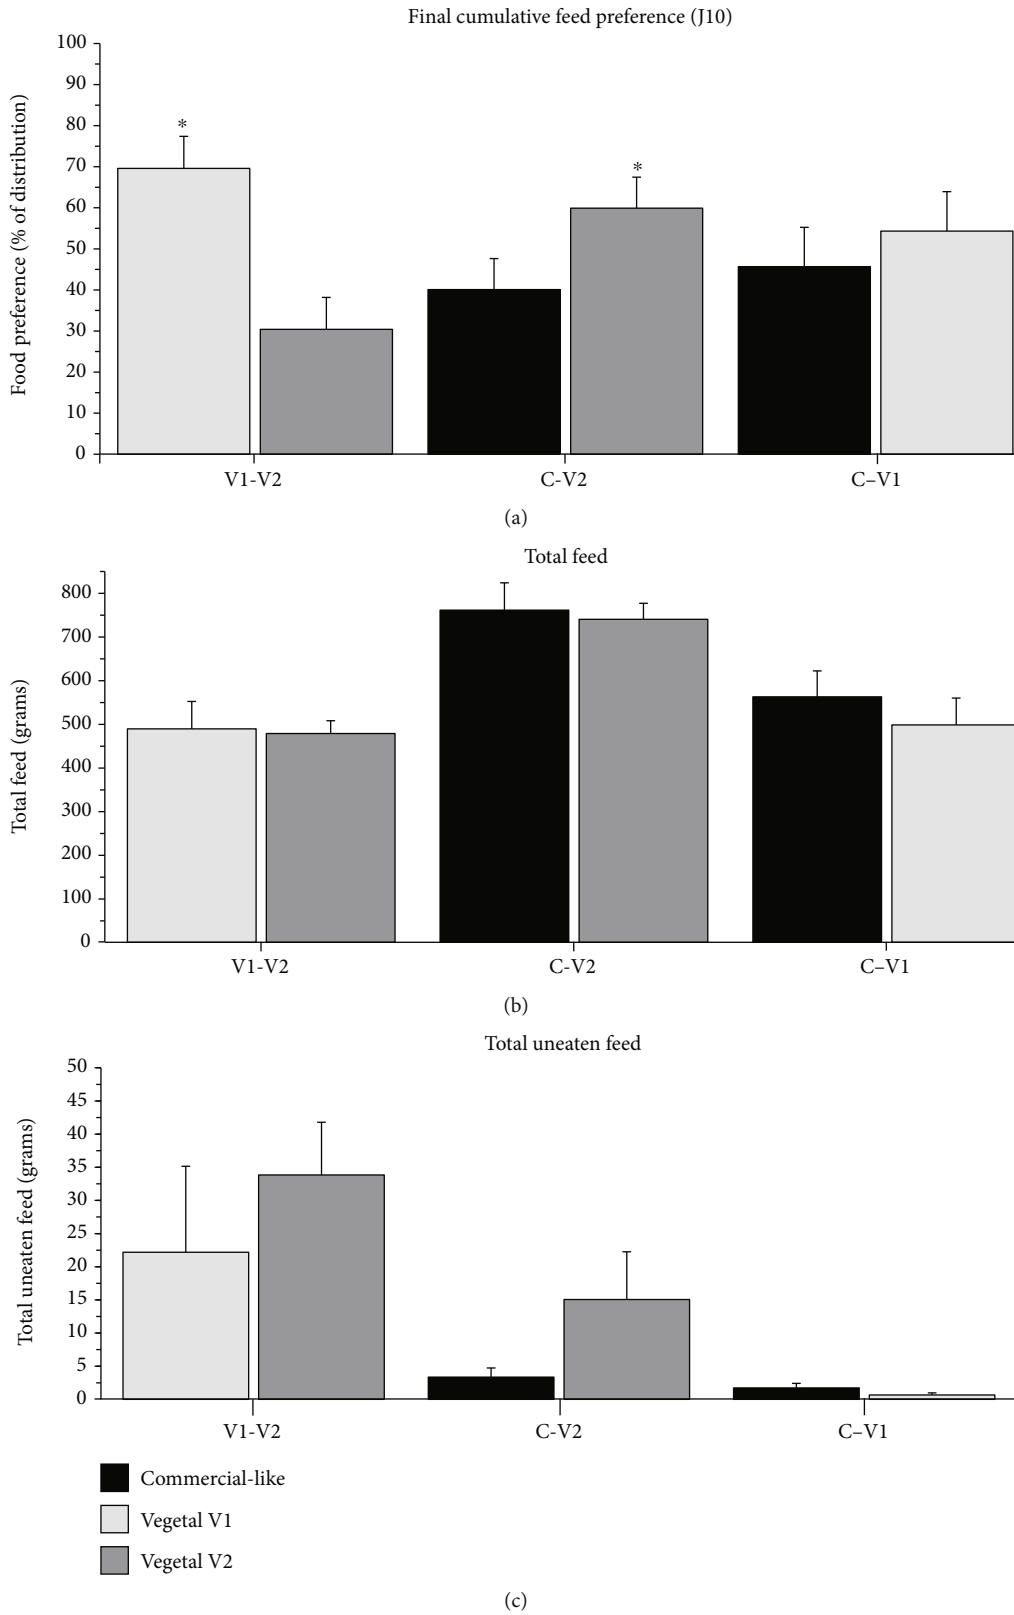 Final cumulative feed preference (J10)
Food preference (% of distribution)
100
90
80
70
60
50
40
30
20
10
0
*
*
V1-V2
C-V2
C–V1
(a)
Total feed
Total feed (grams)
800
700
600
500
400
300
200
100
0
V1-V2
C-V2
C–V1
(b)
Total uneaten feed
Total uneaten feed (grams)
50
45
40
35
30
25
20
15
10
5
0
V1-V2
C-V2
C–V1
Commercial-like
Vegetal V1
Vegetal V2
(c)